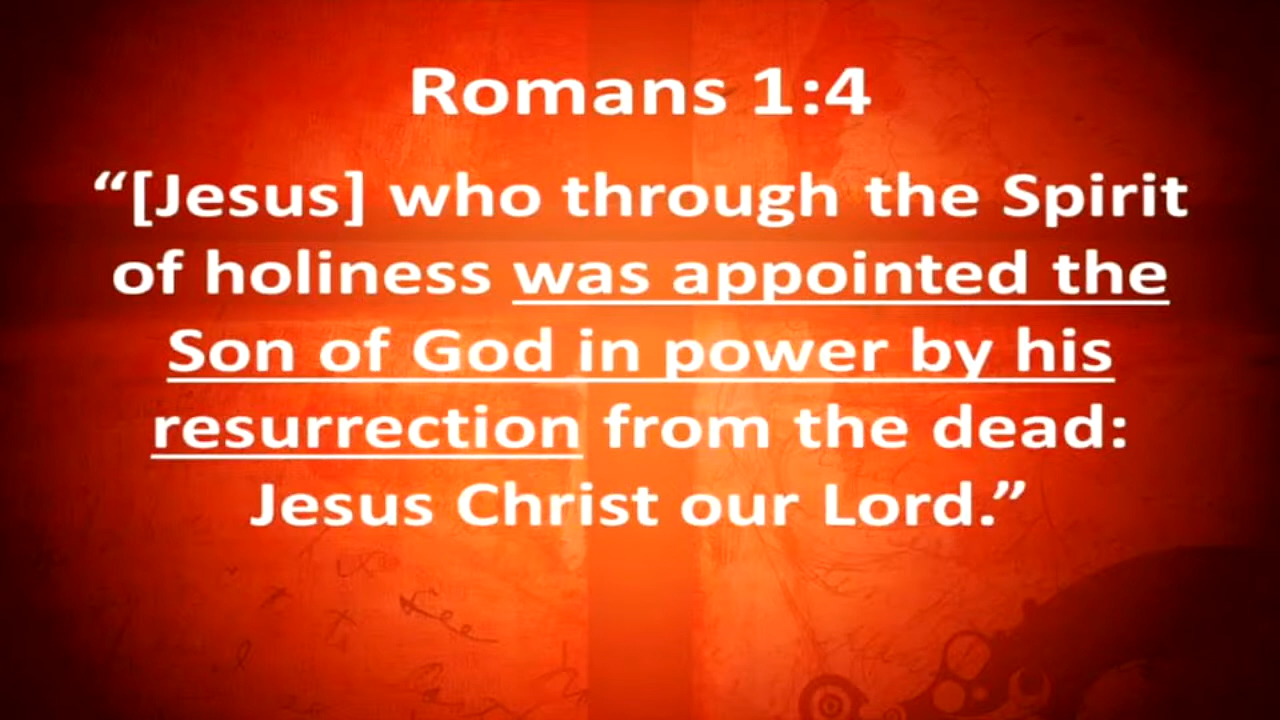 Romans 1:4
“[Jesus] who through the Spirit
of holiness was appointed the
Son of God in power by his
resurrection from the dead:
Jesus Christ our Lord.”